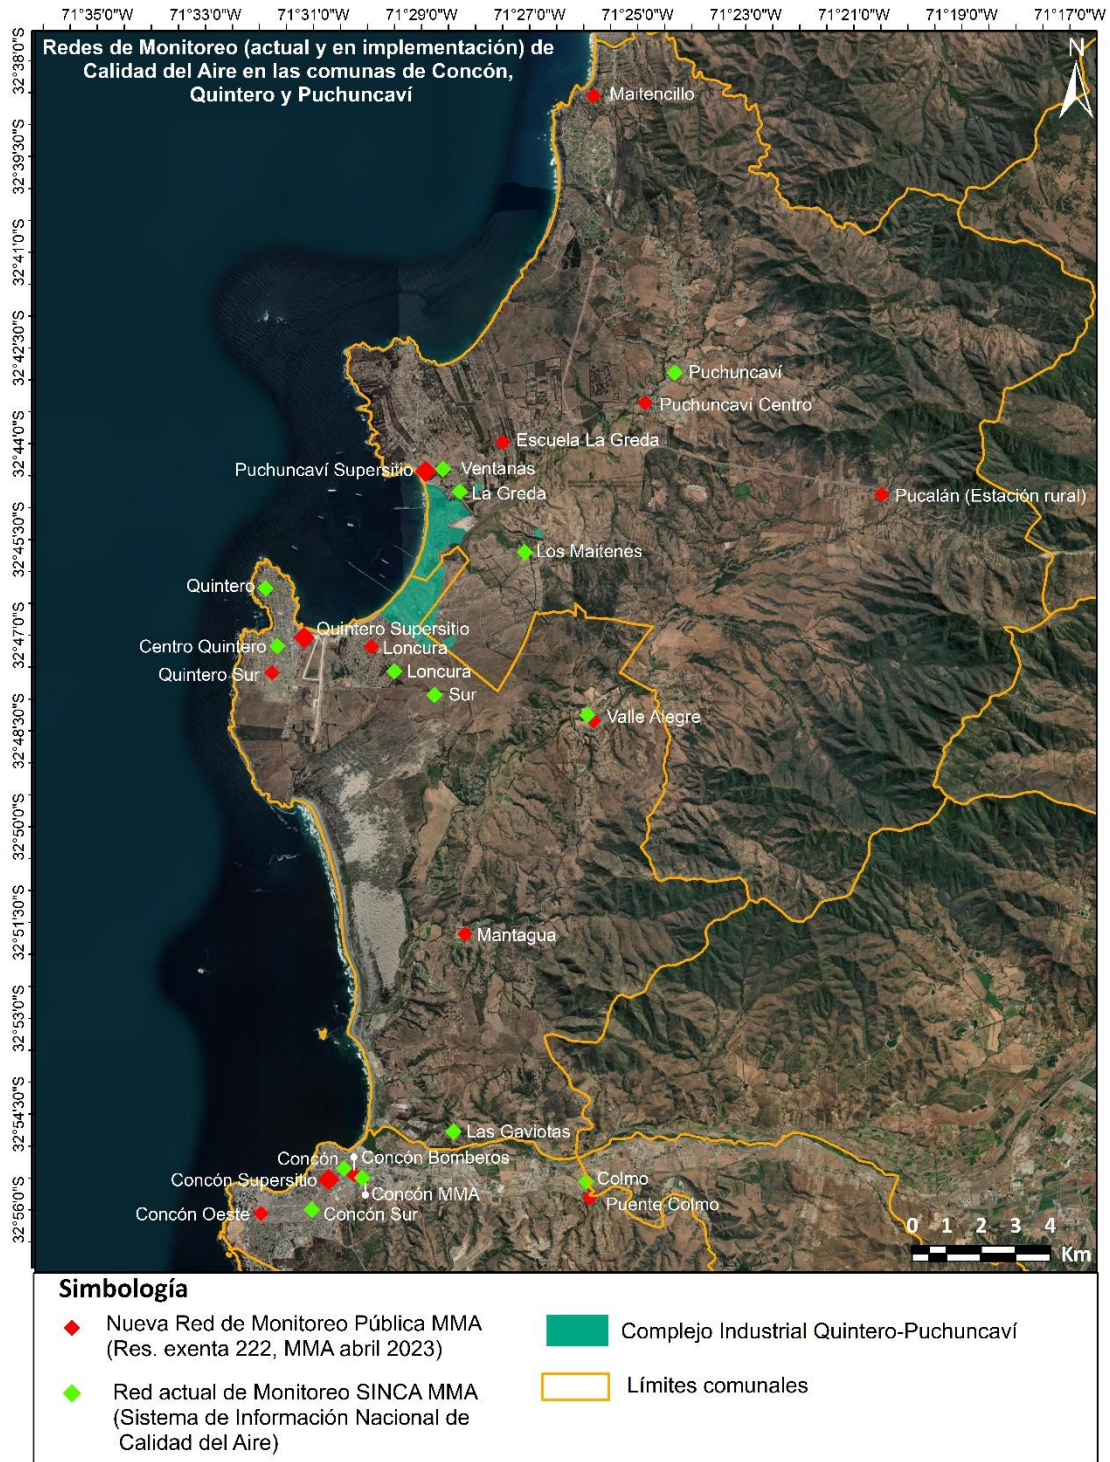 71°35'0"W 71°33'0"W 71°31'0"W 71°29'0"W 71°27'0"W 71°25'0"W 71°23'0"W 71°21'0"W 71°19'0"W 71°17'0"W
Redes de Monitoreo (actual y en implementación) de
Calidad del Aire en las comunas de Concón,
Quintero y Puchuncaví
N
32°38'0"S
Maitencillo
32°39'30"S
32°41'0"S
32°42'30"S
Puchuncaví
Puchuncaví Centro
32°44'0"S
Escuela La Greda
Puchuncaví Supersitio
Ventanas
La Greda
Pucalán (Estación rural)
32°45'30"S
Los Maitenes
Quintero
32°47'0"S
Quintero Supersitio
Centro Quintero
Loncura
Quintero Sur
Loncura
Sur
32°48'30"S
Valle Alegre
32°50'0"S
32°51'30"S
Mantagua
32°53'0"S
32°54'30"S
Las Gaviotas
Concón
Concón Bomberos
Concón Supersitio
Colmo
Concón MMA
32°56'0"S
Concón Oeste
Concón Sur
Puente Colmo
0 1 2 3 4
Km
Simbología
Nueva Red de Monitoreo Pública MMA
(Res. exenta 222, MMA abril 2023)
Complejo Industrial Quintero-Puchuncaví
Red actual de Monitoreo SINCA MMA
(Sistema de Información Nacional de
Calidad del Aire)
Límites comunales